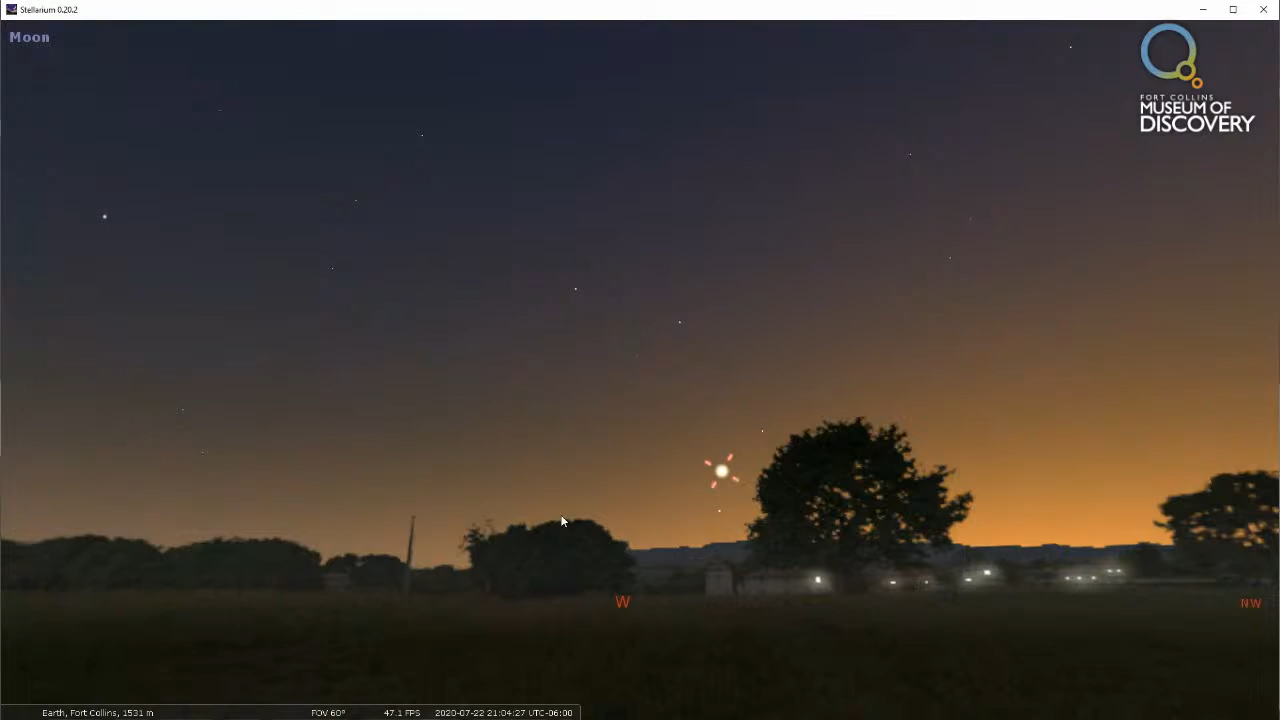 Stellarium 0.20.2
Moon
FORT COLLINS
MUSEUM OF
DISCOVERY
W
NW
Earth, Fort Collins, 1531 m FOV 60° 47.1 FPS 2020-07-22 21:04:27 UTC-06:00